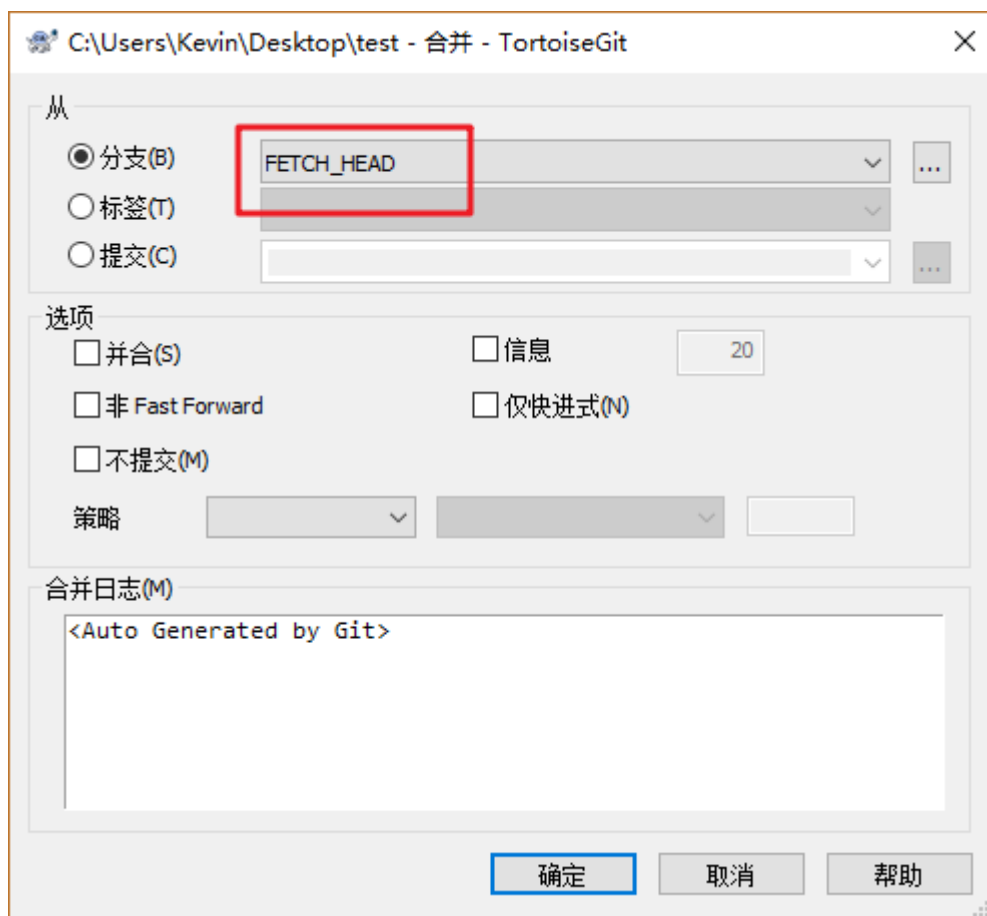 C:\Users\Kevin\Desktop\test - 合并 - TortoiseGit
从
分支(B) FETCH_HEAD ...
标签(T)
提交(C) ...
选项
并合(S) 信息 20
非 Fast Forward 仅快进式(N)
不提交(M)
策略
合并日志(M)
<Auto Generated by Git>
确定 取消 帮助